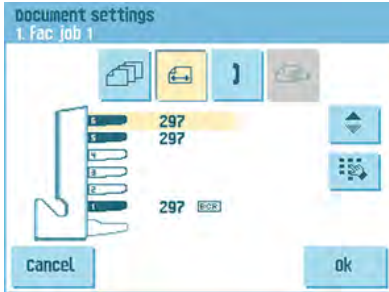 Document settings
1. Fac job 1
6 297
5 297
4
3
2
1 297 BCR
Cancel
Ok